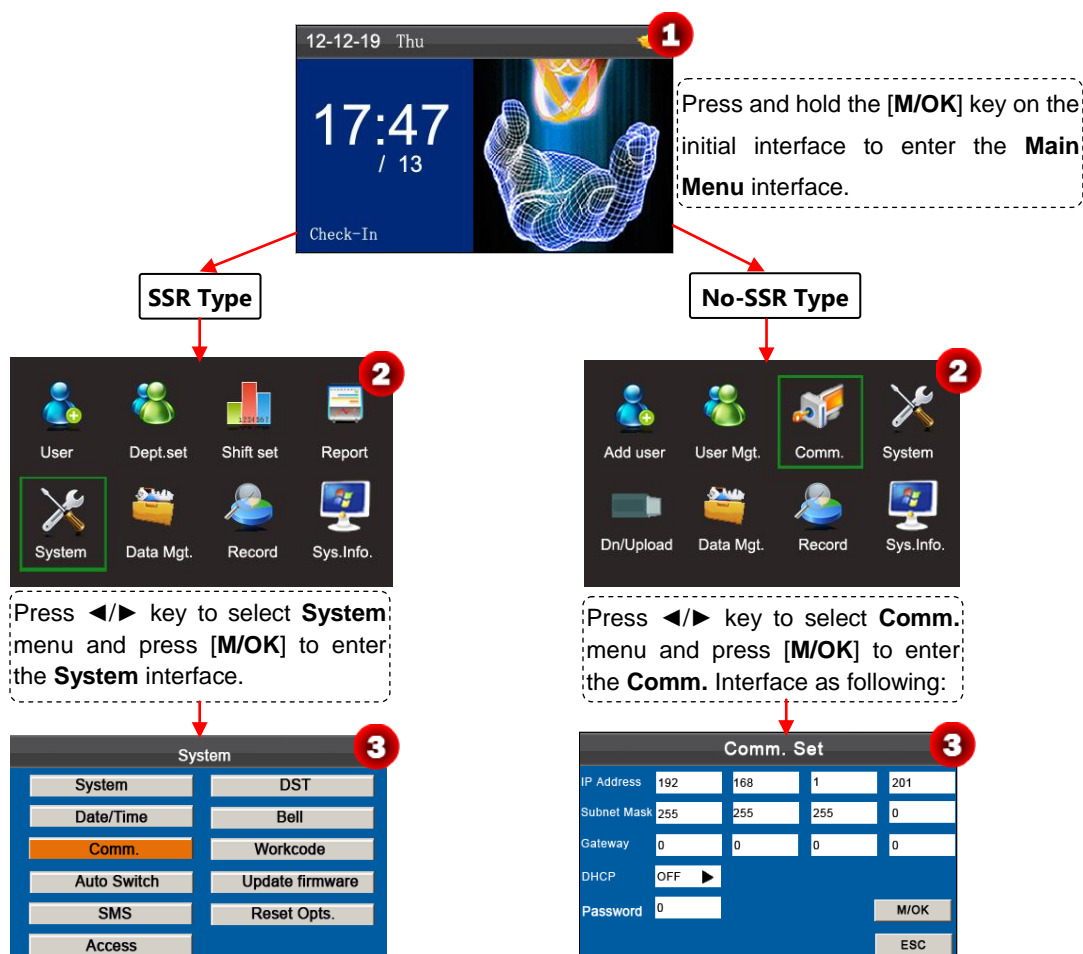 12-12-19 Thu
1
17:47
/ 13
Check-In
Press and hold the [M/OK] key on the
initial interface to enter the Main
Menu interface.
SSR Type
No-SSR Type
2
User Dept.set Shift set Report
1234567
System Data Mgt. Record Sys.Info.
Press ◄/► key to select System
menu and press [M/OK] to enter
the System interface.
2
Add user User Mgt. Comm. System
Dn/Upload Data Mgt. Record Sys.Info.
Press ◄/► key to select Comm.
menu and press [M/OK] to enter
the Comm. Interface as following:
3
System
System DST
Date/Time Bell
Comm. Workcode
Auto Switch Update firmware
SMS Reset Opts.
Access
3
Comm. Set
IP Address 192 168 1 201
Subnet Mask 255 255 255 0
Gateway 0 0 0 0
DHCP OFF ►
Password 0 M/OK
ESC